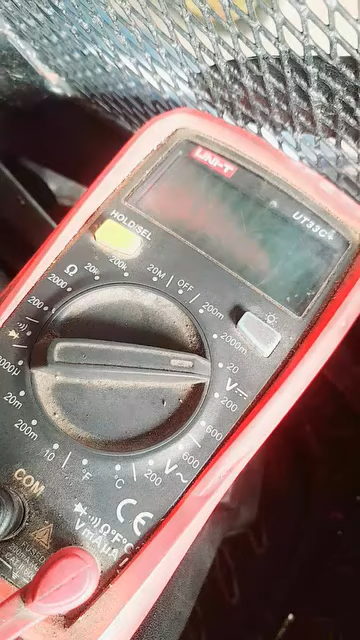 UNI-T
UT33C+
HOLD/SEL
Ω 20k 200k 20M OFF 200m
2000 2000m
200 20
V⎓
200
600
2000μ
20m 600
200m V~
10 °F °C 200
COM
CE
Ω°F°C
VmAμA